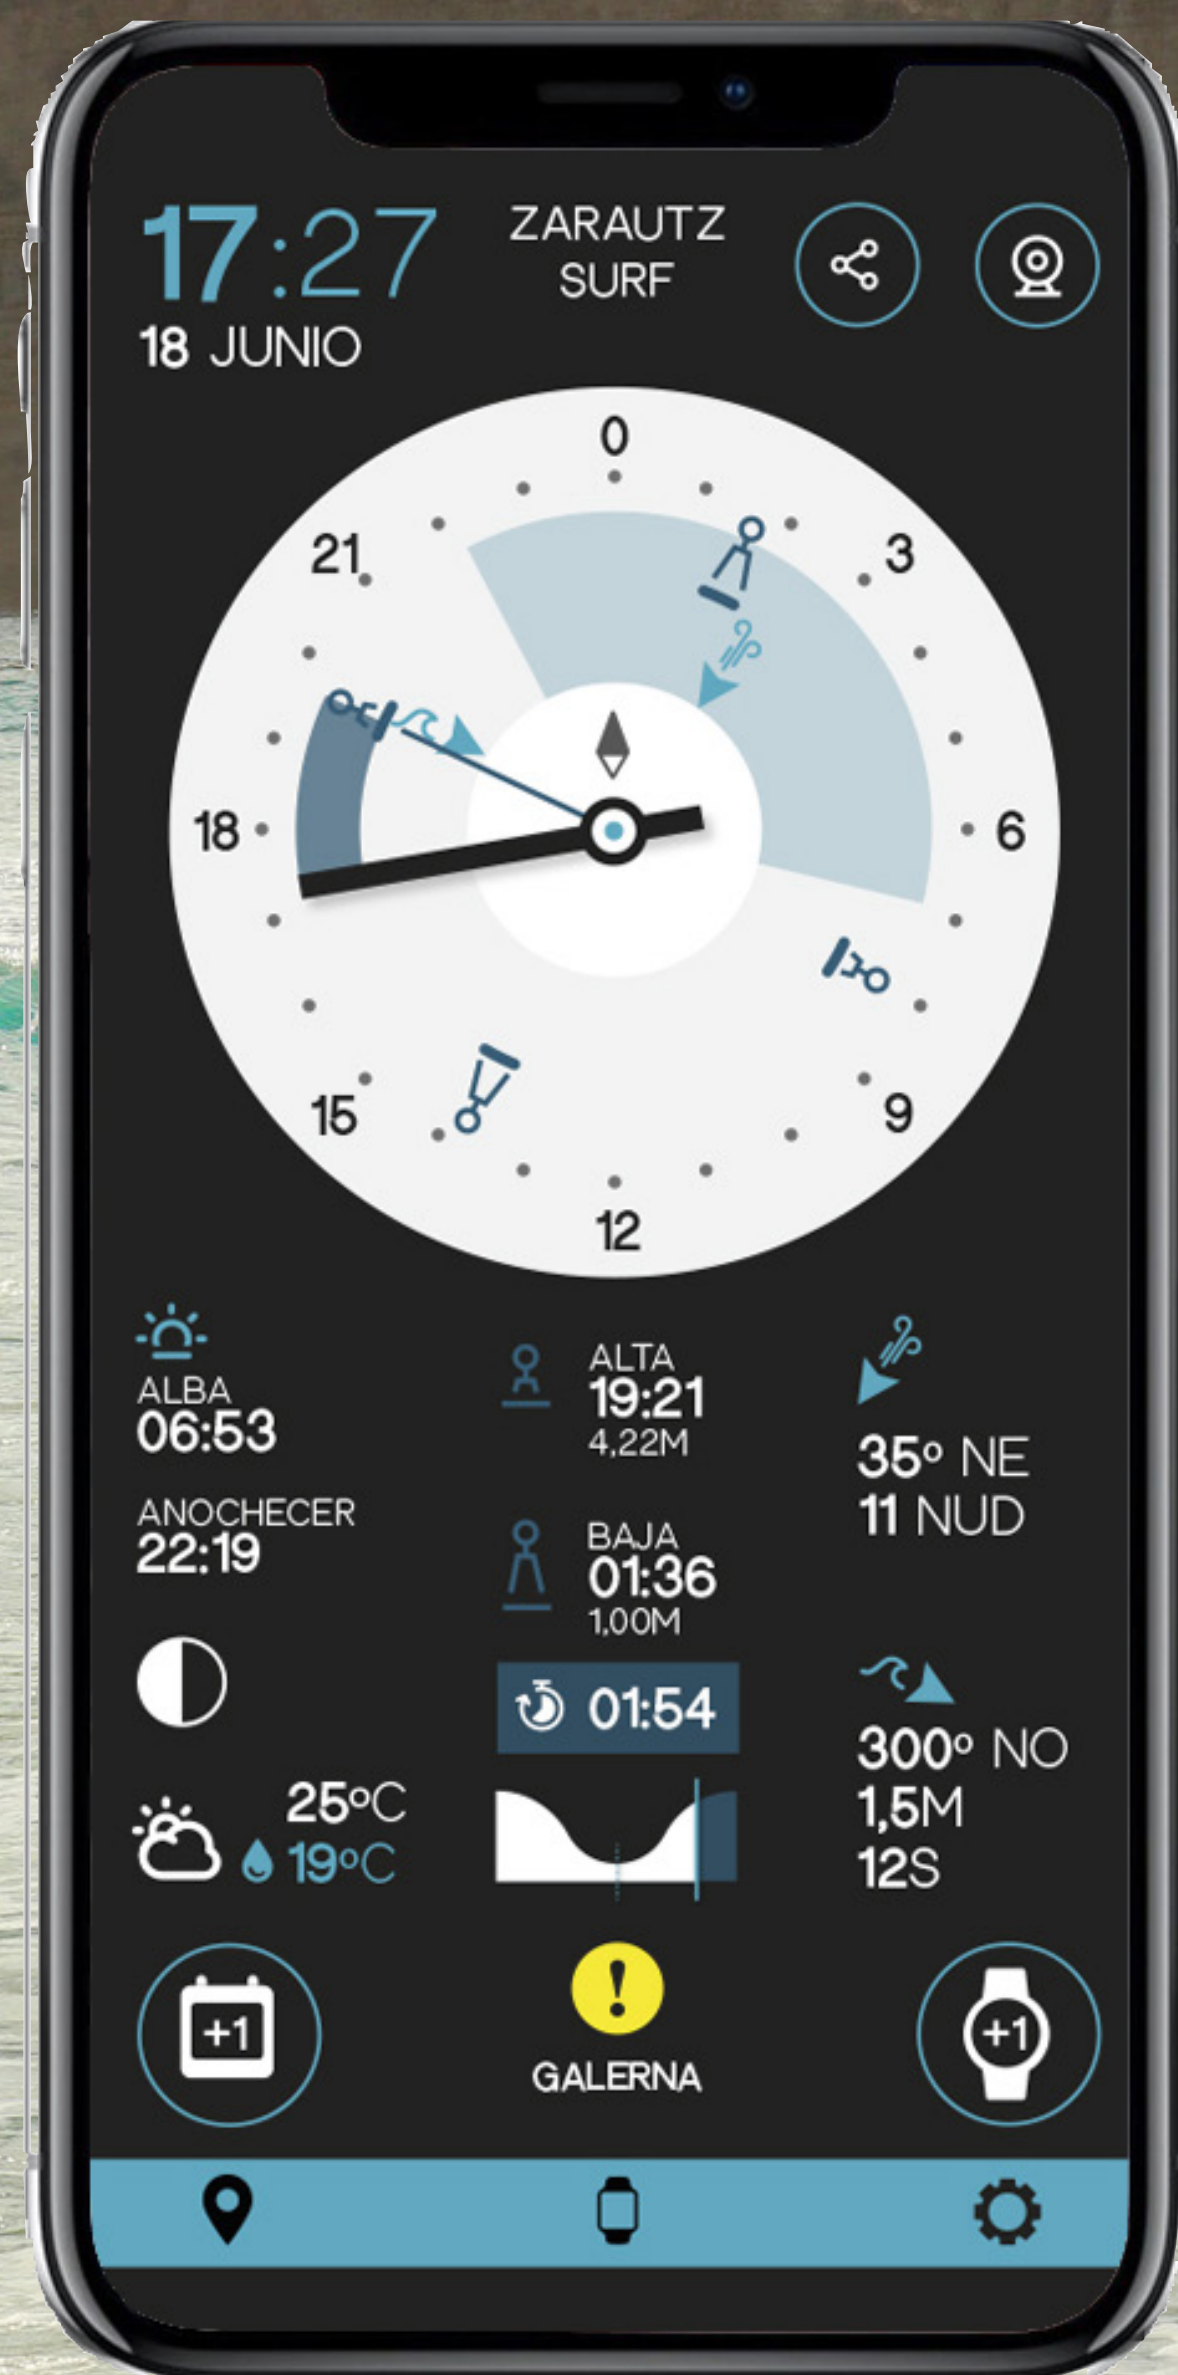 17:27
18 JUNIO
ZARAUTZ
SURF
0
21
3
18
6
15
9
12
ALBA
06:53
ANOCHECER
22:19
25ºC
19ºC
ALTA
19:21
4,22M
BAJA
01:36
1,00M
01:54
35º NE
11 NUD
300º NO
1,5M
12S
+1
!
GALERNA
+1